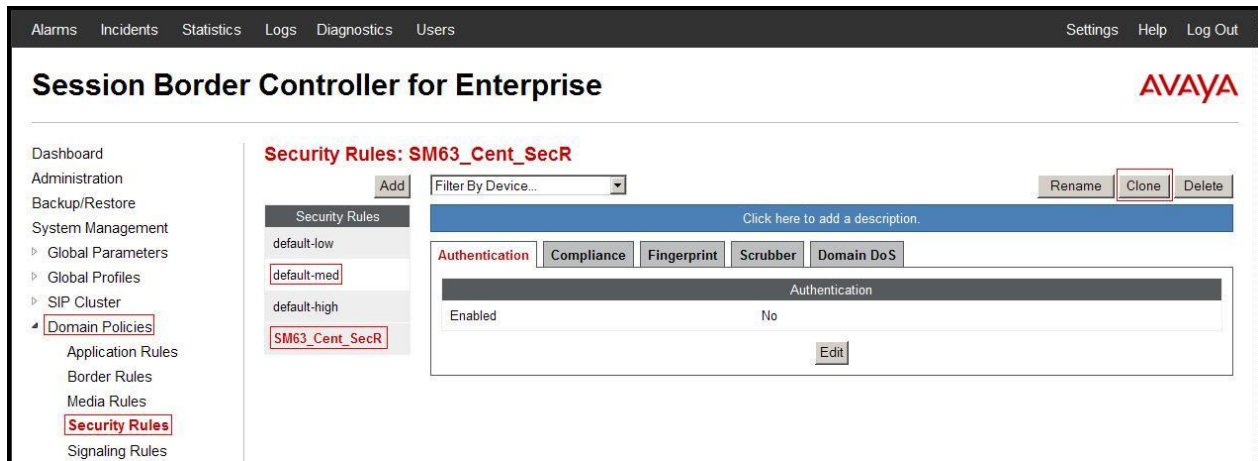 Alarms Incidents Statistics Logs Diagnostics Users Settings Help Log Out
Session Border Controller for Enterprise
AVAYA
Dashboard
Administration
Backup/Restore
System Management
Global Parameters
Global Profiles
SIP Cluster
Domain Policies
Application Rules
Border Rules
Media Rules
Security Rules
Signaling Rules
Security Rules: SM63_Cent_SecR
Add Filter By Device... Rename Clone Delete
Security Rules
default-low
default-med
default-high
SM63_Cent_SecR
Click here to add a description.
Authentication Compliance Fingerprint Scrubber Domain DoS
Authentication
Enabled No
Edit